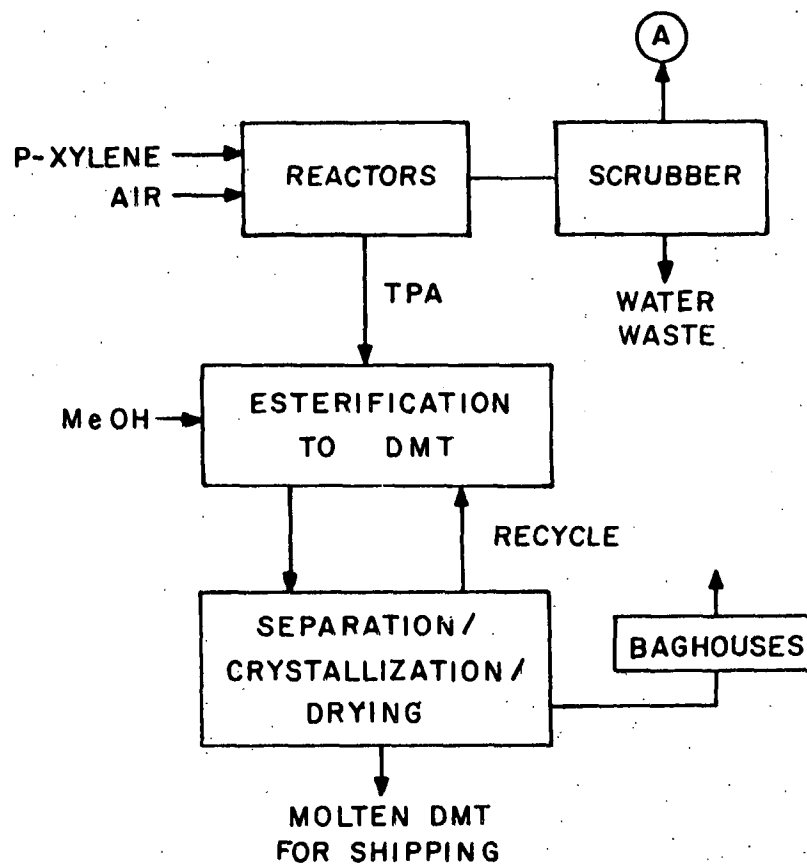 A
P-XYLENE
AIR
REACTORS
SCRUBBER
TPA
WATER
WASTE
MeOH
ESTERIFICATION
TO DMT
RECYCLE
SEPARATION/
CRYSTALLIZATION/
DRYING
BAGHOUSES
MOLTEN DMT
FOR SHIPPING